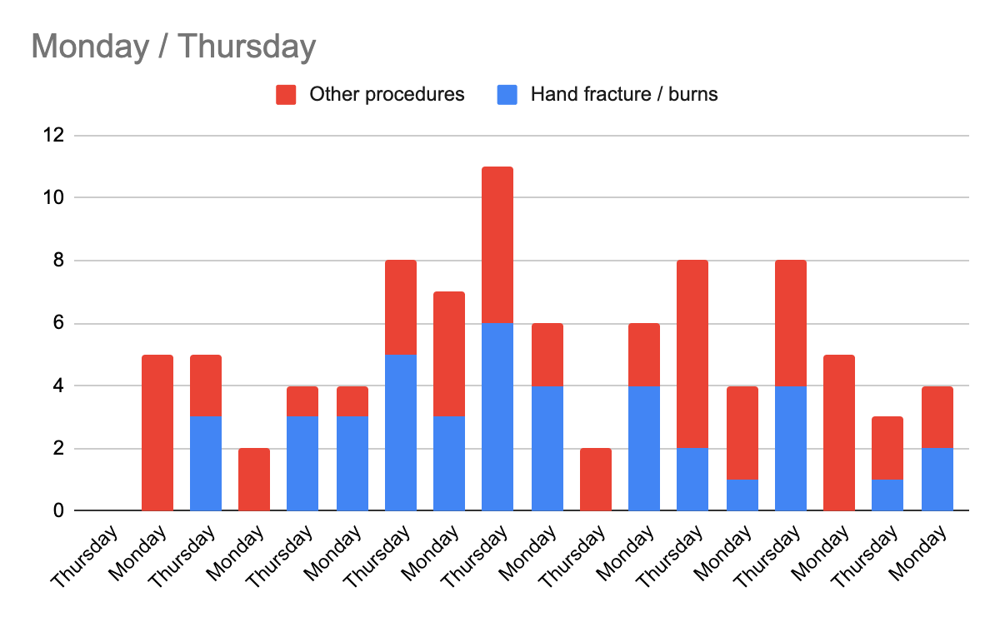 Monday / Thursday
Other procedures
Hand fracture / burns
12
10
8
6
4
2
0
Thursday
Monday
Thursday
Monday
Thursday
Monday
Thursday
Monday
Thursday
Monday
Thursday
Monday
Thursday
Monday
Thursday
Monday
Thursday
Monday